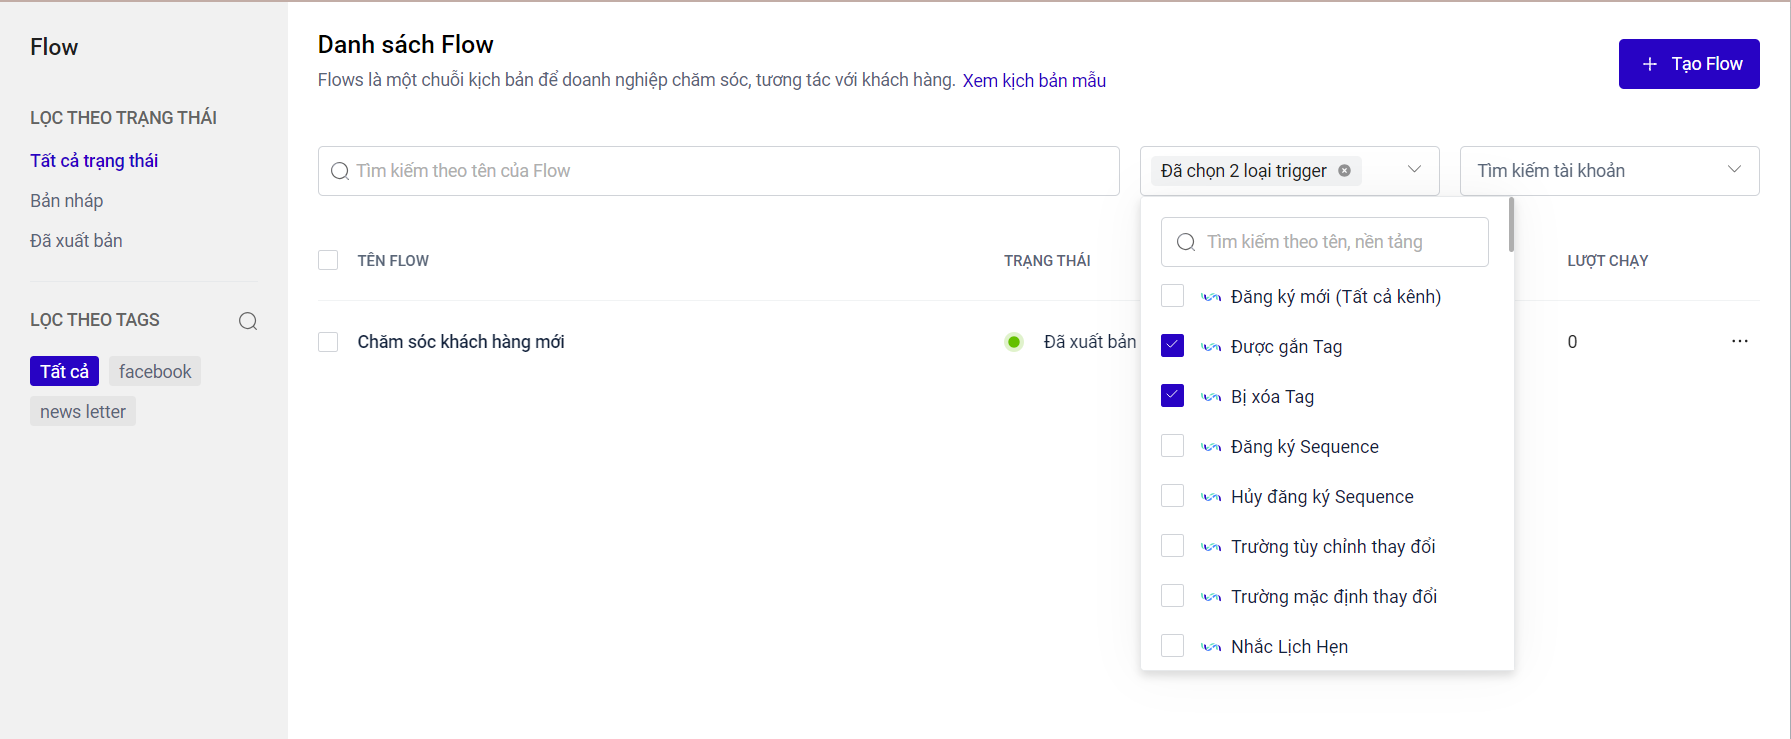 Flow
LỌC THEO TRẠNG THÁI
Tất cả trạng thái
Bản nháp
Đã xuất bản
LỌC THEO TAGS
Tất cả
facebook
news letter
Danh sách Flow
Flows là một chuỗi kịch bản để doanh nghiệp chăm sóc, tương tác với khách hàng. Xem kịch bản mẫu
+ Tạo Flow
Tìm kiếm theo tên của Flow
Đã chọn 2 loại trigger
Tìm kiếm tài khoản
TÊN FLOW
TRẠNG THÁI
LƯỢT CHẠY
Chăm sóc khách hàng mới
Đã xuất bản
0
Tìm kiếm theo tên, nền tảng
Đăng ký mới (Tất cả kênh)
Được gắn Tag
Bị xóa Tag
Đăng ký Sequence
Hủy đăng ký Sequence
Trường tùy chỉnh thay đổi
Trường mặc định thay đổi
Nhắc Lịch Hẹn